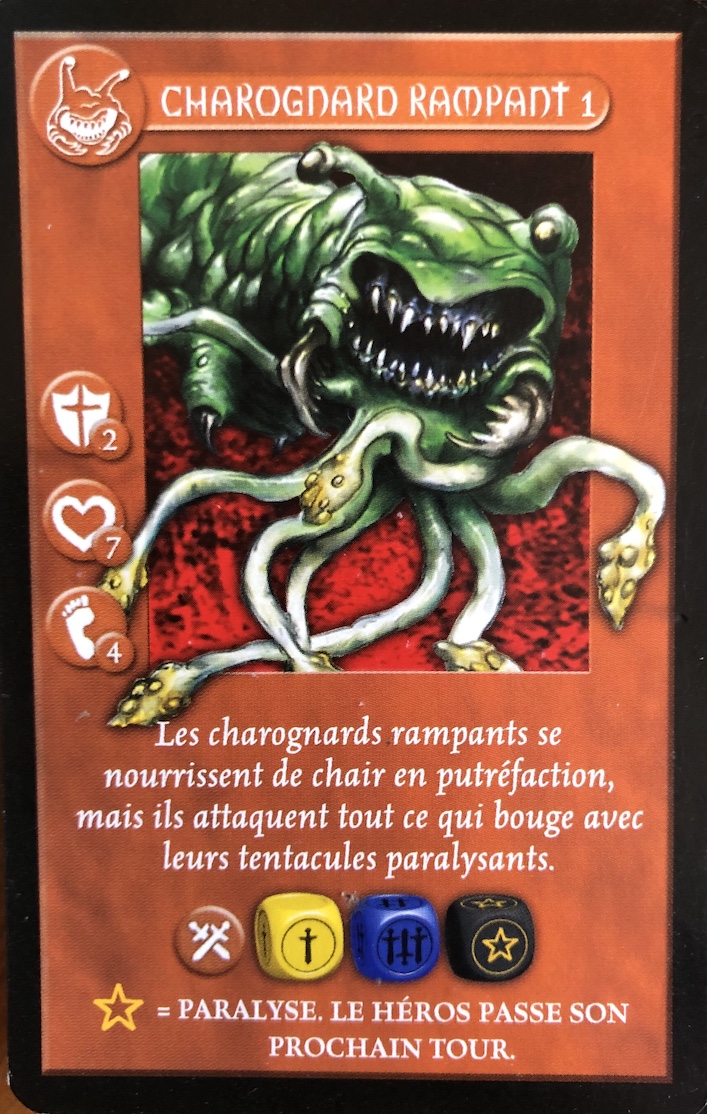 CHAROGNARD RAMPANT 1
2
7
4
Les charognards rampants se
nourrissent de chair en putréfaction,
mais ils attaquent tout ce qui bouge avec
leurs tentacules paralysants.
= PARALYSE. LE HÉROS PASSE SON
PROCHAIN TOUR.